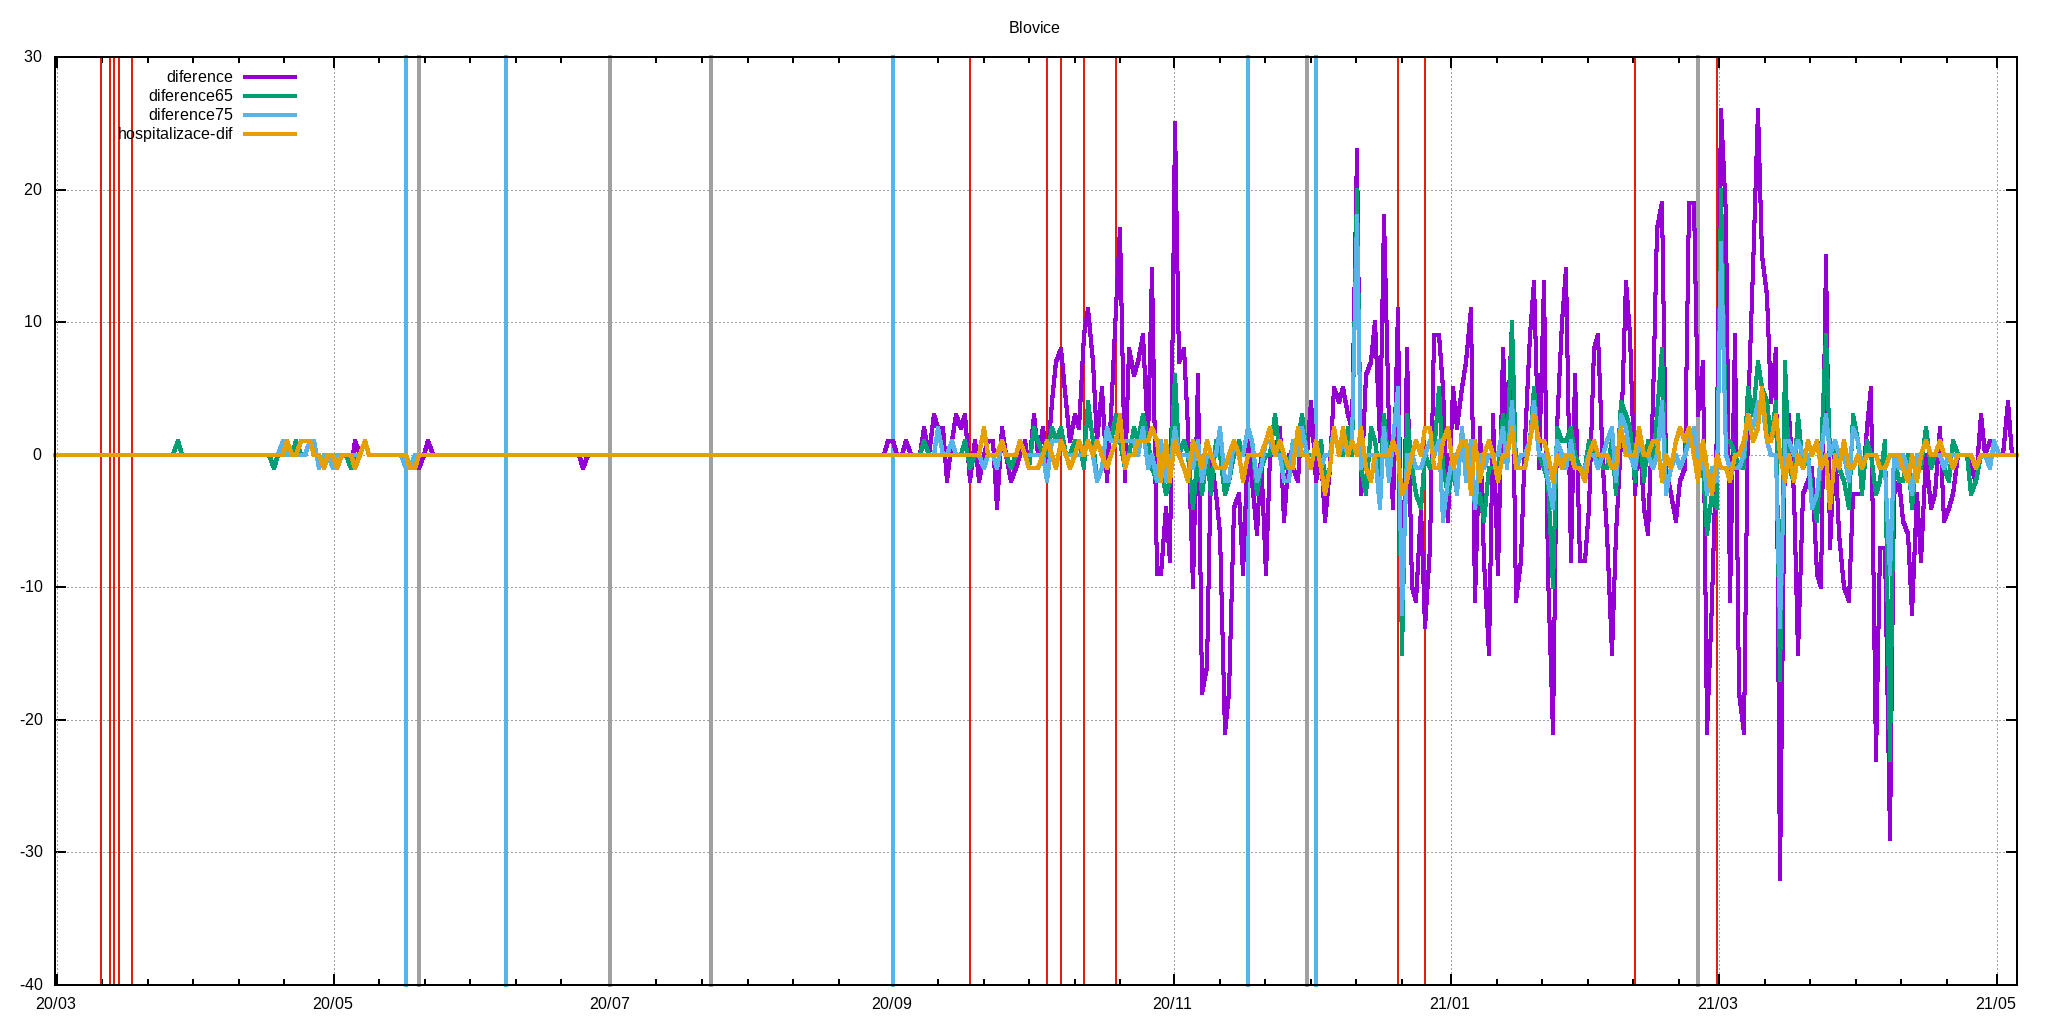 Blovice
30
diference
diference65
diference75
hospitalizace-dif
20
10
0
-10
-20
-30
-40
20/03 20/05 20/07 20/09 20/11 21/01 21/03 21/05